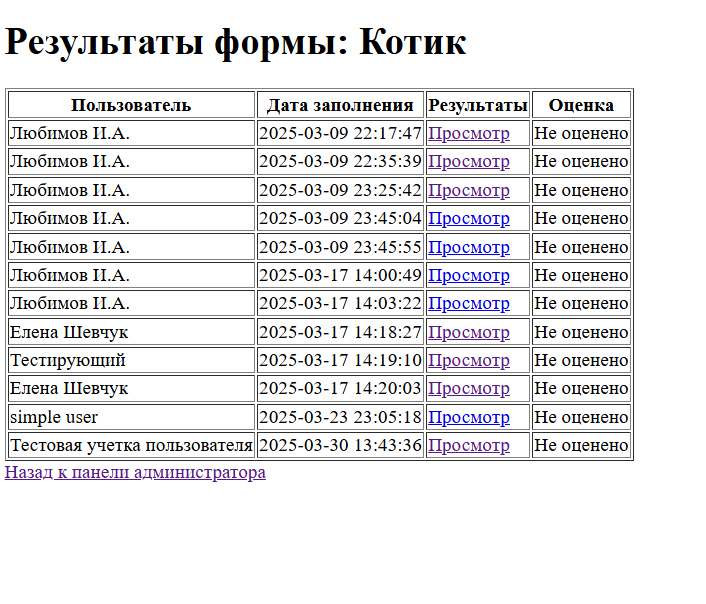 Результаты формы: Котик
Пользователь Дата заполнения Результаты Оценка
Любимов И.А. 2025-03-09 22:17:47 Просмотр Не оценено
Любимов И.А. 2025-03-09 22:35:39 Просмотр Не оценено
Любимов И.А. 2025-03-09 23:25:42 Просмотр Не оценено
Любимов И.А. 2025-03-09 23:45:04 Просмотр Не оценено
Любимов И.А. 2025-03-09 23:45:55 Просмотр Не оценено
Любимов И.А. 2025-03-17 14:00:49 Просмотр Не оценено
Любимов И.А. 2025-03-17 14:03:22 Просмотр Не оценено
Елена Шевчук 2025-03-17 14:18:27 Просмотр Не оценено
Тестирующий 2025-03-17 14:19:10 Просмотр Не оценено
Елена Шевчук 2025-03-17 14:20:03 Просмотр Не оценено
simple user 2025-03-23 23:05:18 Просмотр Не оценено
Тестовая учетка пользователя 2025-03-30 13:43:36 Просмотр Не оценено
Назад к панели администратора